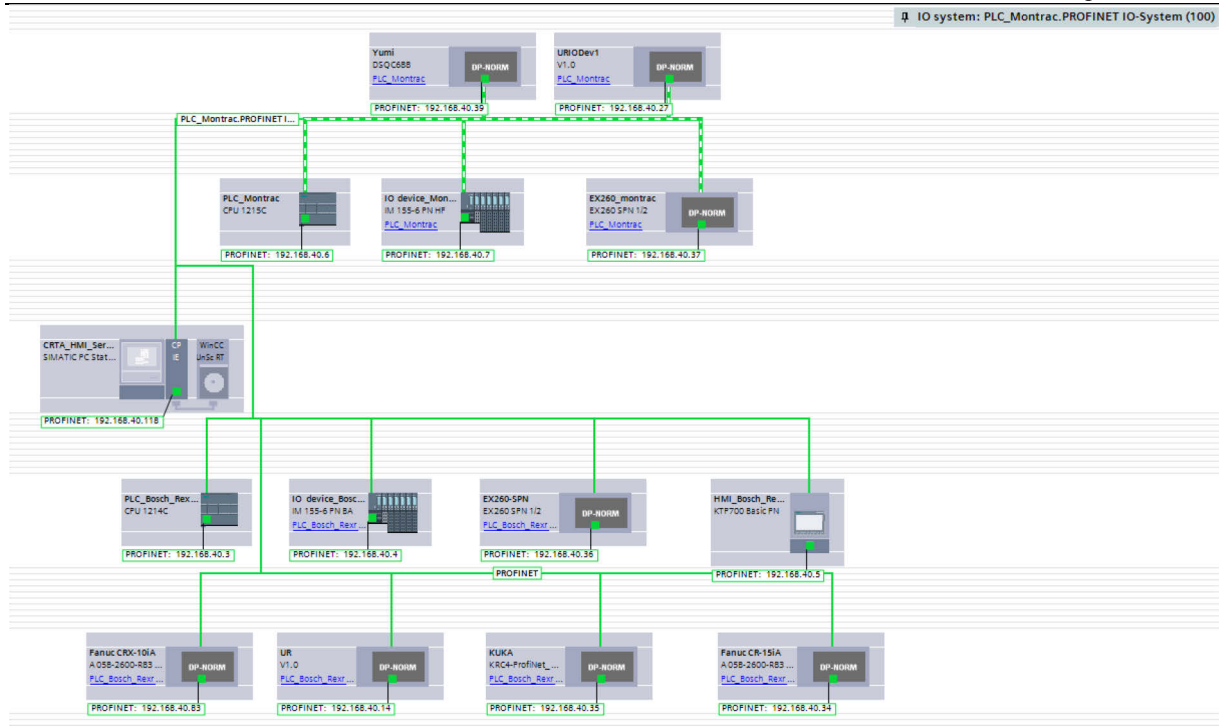 IO system: PLC_Montrac.PROFINET IO-System (100)
Yumi
DSQC688
DP-NORM
PLC_Montrac
PROFINET: 192.168.40.39
URIODev1
V1.0
DP-NORM
PLC_Montrac
PROFINET: 192.168.40.27
PLC_Montrac.PROFINET I...
PLC_Montrac
CPU 1215C
PROFINET: 192.168.40.6
IO device_Mon...
IM 155-6 PN HF
PLC_Montrac
PROFINET: 192.168.40.7
EX260_montrac
EX260 SPN 1/2
DP-NORM
PLC_Montrac
PROFINET: 192.168.40.37
CRTA_HMI_Ser...
SIMATIC PC Stat...
CP
IE
WinCC
UnSc RT
PROFINET: 192.168.40.118
PLC_Bosch_Rex...
CPU 1214C
PROFINET: 192.168.40.3
IO device_Bosc...
IM 155-6 PN BA
PLC_Bosch_Rexr ...
PROFINET: 192.168.40.4
EX260-SPN
EX260 SPN 1/2
DP-NORM
PLC_Bosch_Rexr ...
PROFINET: 192.168.40.36
HMI_Bosch_Re...
KTP700 Basic PN
PROFINET: 192.168.40.5
PROFINET
Fanuc CRX-10iA
A05B-2600-R83 ...
DP-NORM
PLC_Bosch_Rexr...
PROFINET: 192.168.40.83
UR
V1.0
DP-NORM
PLC_Bosch_Rexr...
PROFINET: 192.168.40.14
KUKA
KRC4-ProfiNet_...
DP-NORM
PLC_Bosch_Rexr...
PROFINET: 192.168.40.35
Fanuc CR-15iA
A05B-2600-R83 ...
DP-NORM
PLC_Bosch_Rexr...
PROFINET: 192.168.40.34